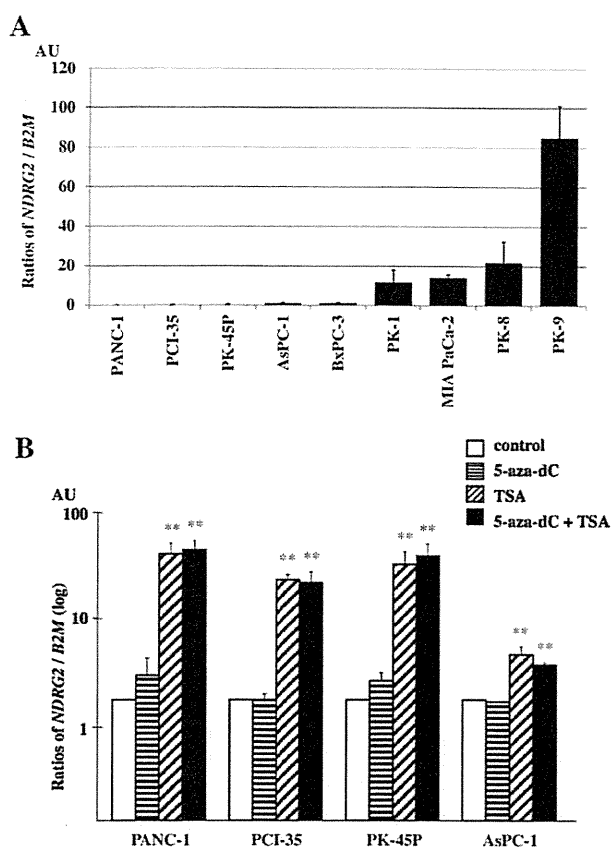 A
AU
120
100
80
60
40
20
0
Ratios of NDRG2 / B2M
PANC-1
PCI-35
PK-45P
AsPC-1
BxPC-3
PK-1
MIA PaCa-2
PK-8
PK-9
B
control
5-aza-dC
TSA
5-aza-dC + TSA
AU
100
10
1
Ratios of NDRG2 / B2M (log)
** **
** **
** **
** **
PANC-1
PCI-35
PK-45P
AsPC-1